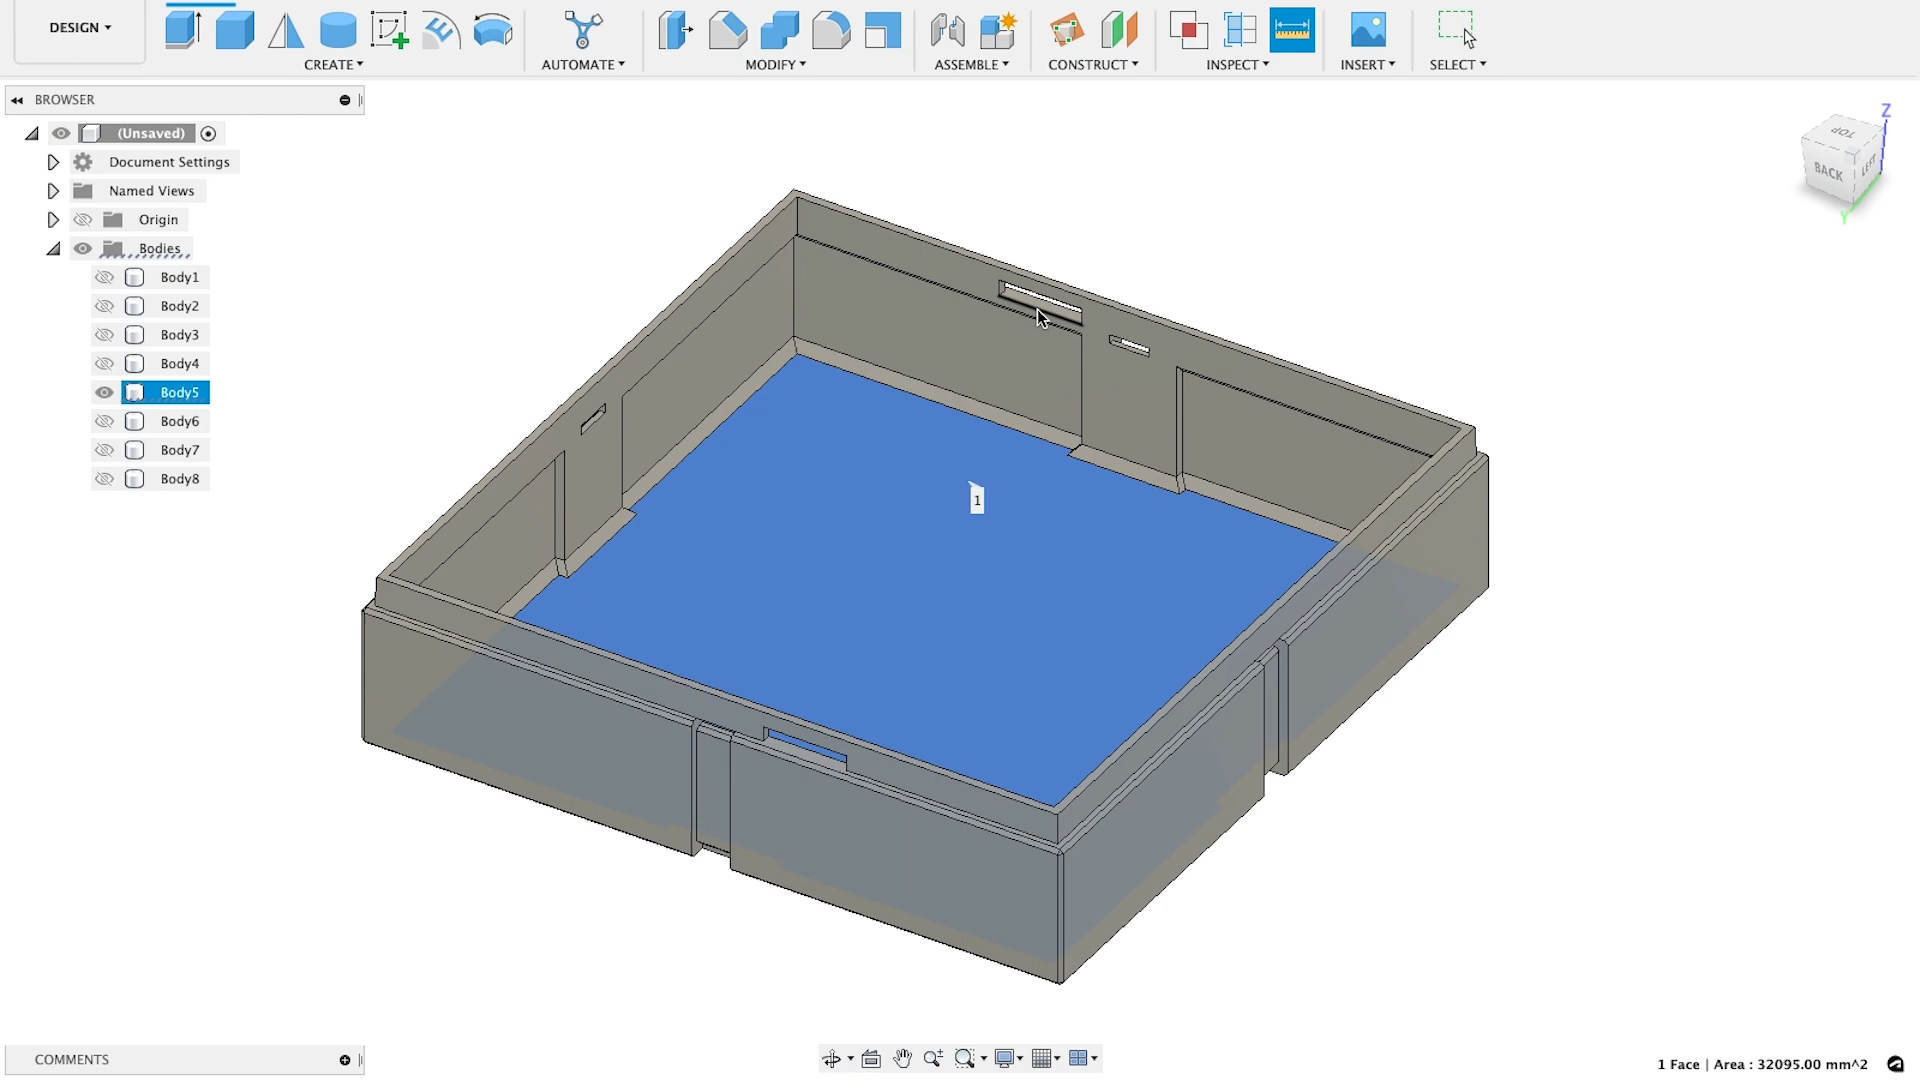 DESIGN
CREATE
AUTOMATE
MODIFY
ASSEMBLE
CONSTRUCT
INSPECT
INSERT
SELECT
BROWSER
(Unsaved)
Document Settings
Named Views
Origin
Bodies
Body1
Body2
Body3
Body4
Body5
Body6
Body7
Body8
Z
TOP
BACK
LEFT
Y
1
COMMENTS
1 Face | Area : 32095.00 mm^2